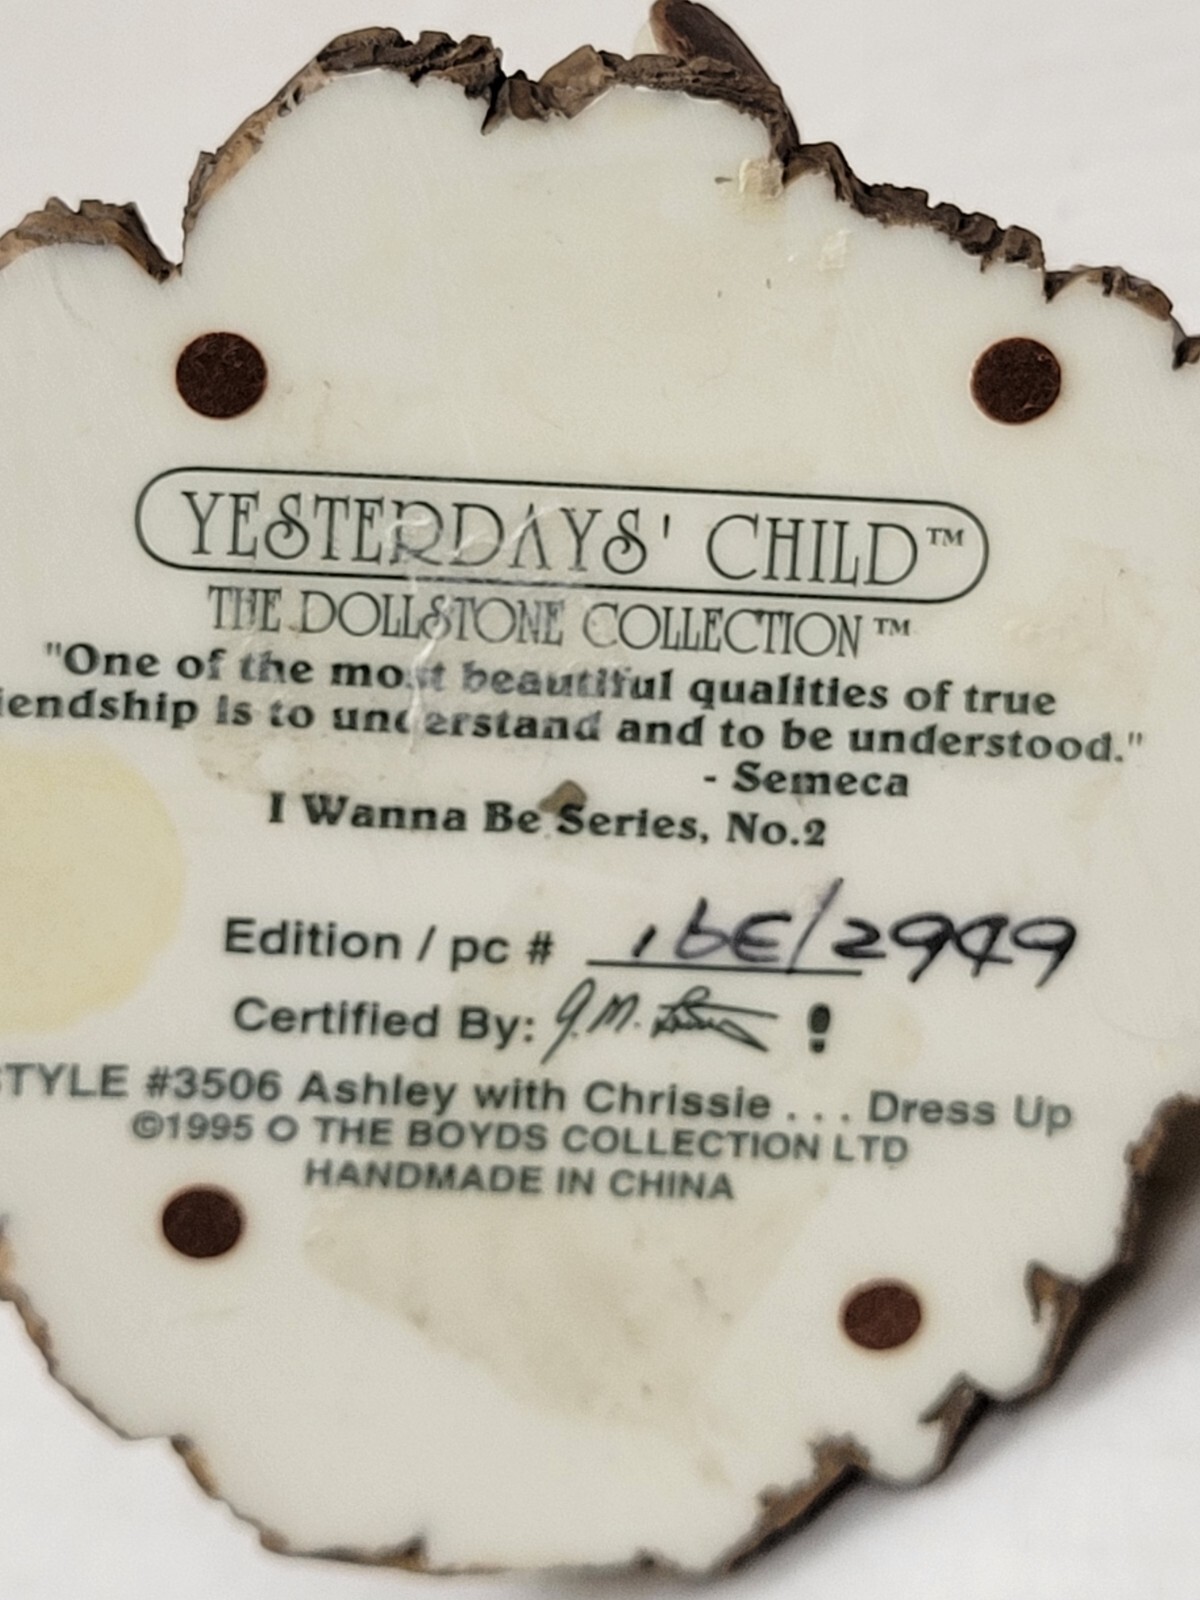 YESTERDAYS' CHILD™
THE DOLLSTONE COLLECTION™
"One of the most beautiful qualities of true
iendship is to understand and to be understood."
- Semeca
I Wanna Be Series, No.2
Edition / pc # 16E/2949
Certified By: J.M.
STYLE #3506 Ashley with Chrissie . . . Dress Up
©1995 O THE BOYDS COLLECTION LTD
HANDMADE IN CHINA